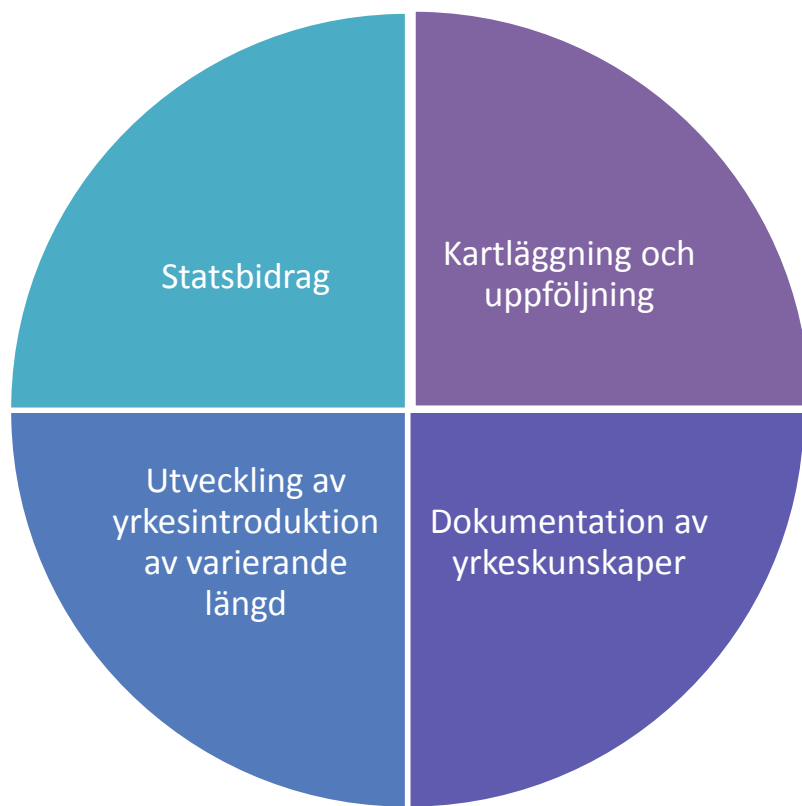 Statsbidrag
Kartläggning och
uppföljning
Utveckling av
yrkesintroduktion
av varierande
längd
Dokumentation av
yrkeskunskaper